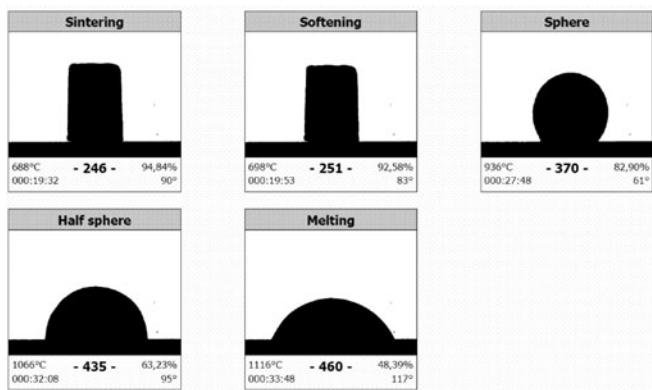 Sintering
688°C - 246 - 94,84%
000:19:32 90°
Softening
698°C - 251 - 92,58%
000:19:53 83°
Sphere
936°C - 370 - 82,90%
000:27:48 61°
Half sphere
1066°C - 435 - 63,23%
000:32:08 95°
Melting
1116°C - 460 - 48,39%
000:33:48 117°